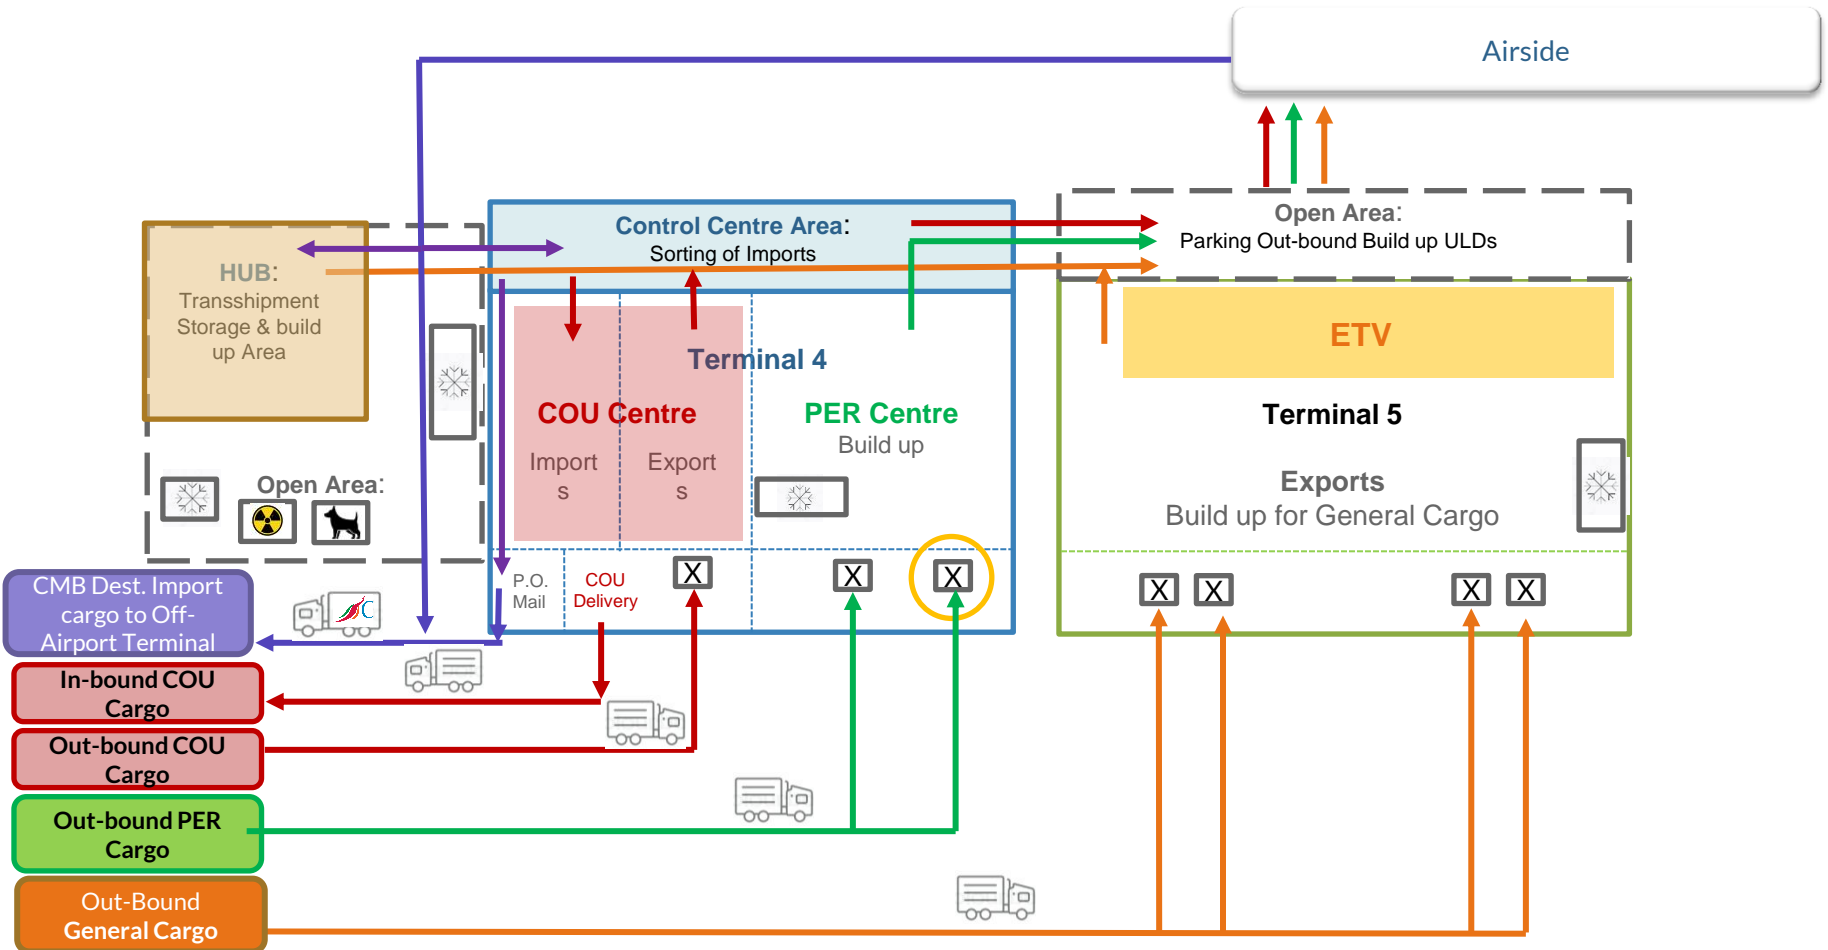 Airside
Control Centre Area:
Sorting of Imports
Open Area:
Parking Out-bound Build up ULDs
HUB:
Transshipment
Storage & build
up Area
ETV
Terminal 4
COU Centre
Import
s
Export
s
PER Centre
Build up
Terminal 5
Exports
Build up for General Cargo
Open Area:
P.O.
Mail
COU
Delivery
X
X
X
X
X
X
X
CMB Dest. Import
cargo to Off-
Airport Terminal
In-bound COU
Cargo
Out-bound COU
Cargo
Out-bound PER
Cargo
Out-Bound
General Cargo